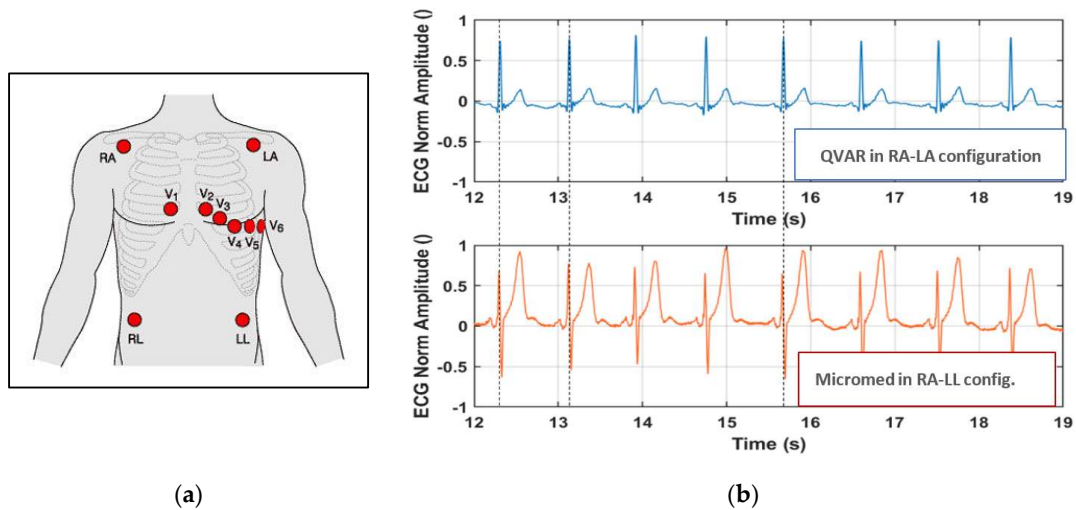 RA
LA
V1
V2
V3
V4
V5
V6
RL
LL
(a)
ECG Norm Amplitude ()
1
0.5
0
-0.5
-1
QVAR in RA-LA configuration
12 13 14 15 16 17 18 19
Time (s)
ECG Norm Amplitude ()
1
0.5
0
-0.5
-1
Micromed in RA-LL config.
12 13 14 15 16 17 18 19
Time (s)
(b)